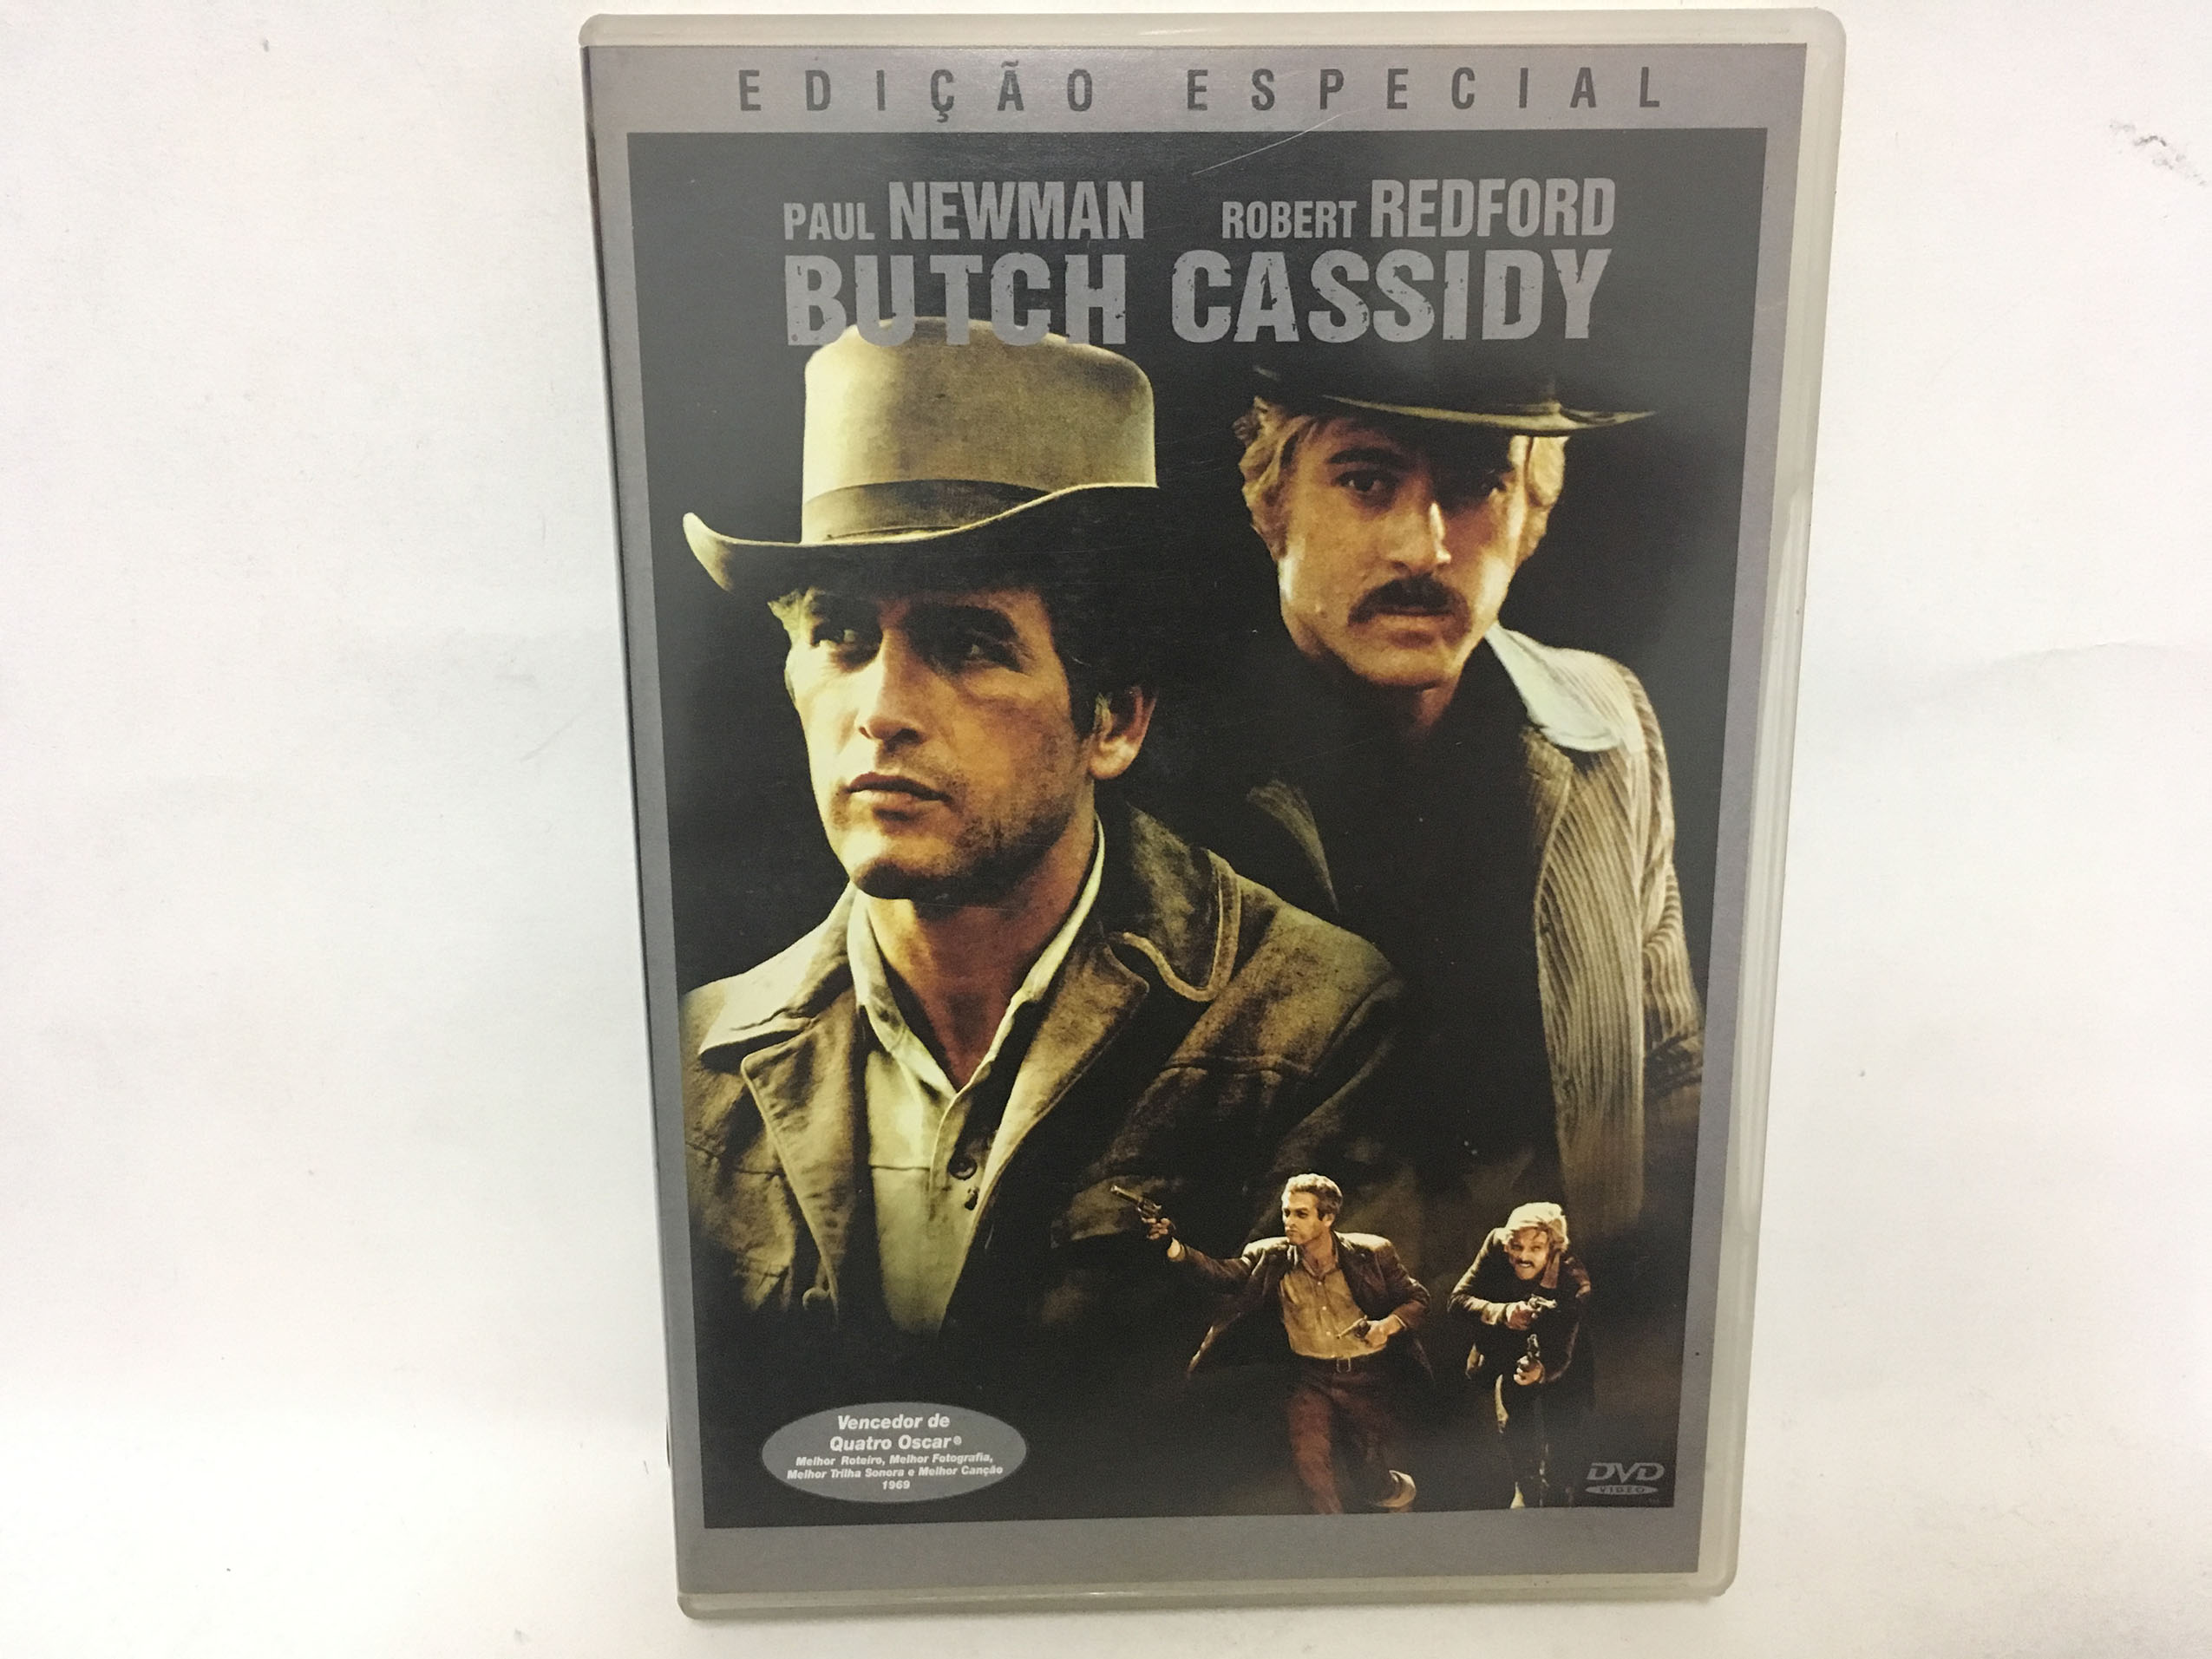 EDIÇÃO ESPECIAL
PAUL NEWMAN ROBERT REDFORD
BUTCH CASSIDY
Vencedor de
Quatro Oscar®
Melhor Roteiro, Melhor Fotografia,
Melhor Trilha Sonora e Melhor Canção
1969
DVD
VIDEO